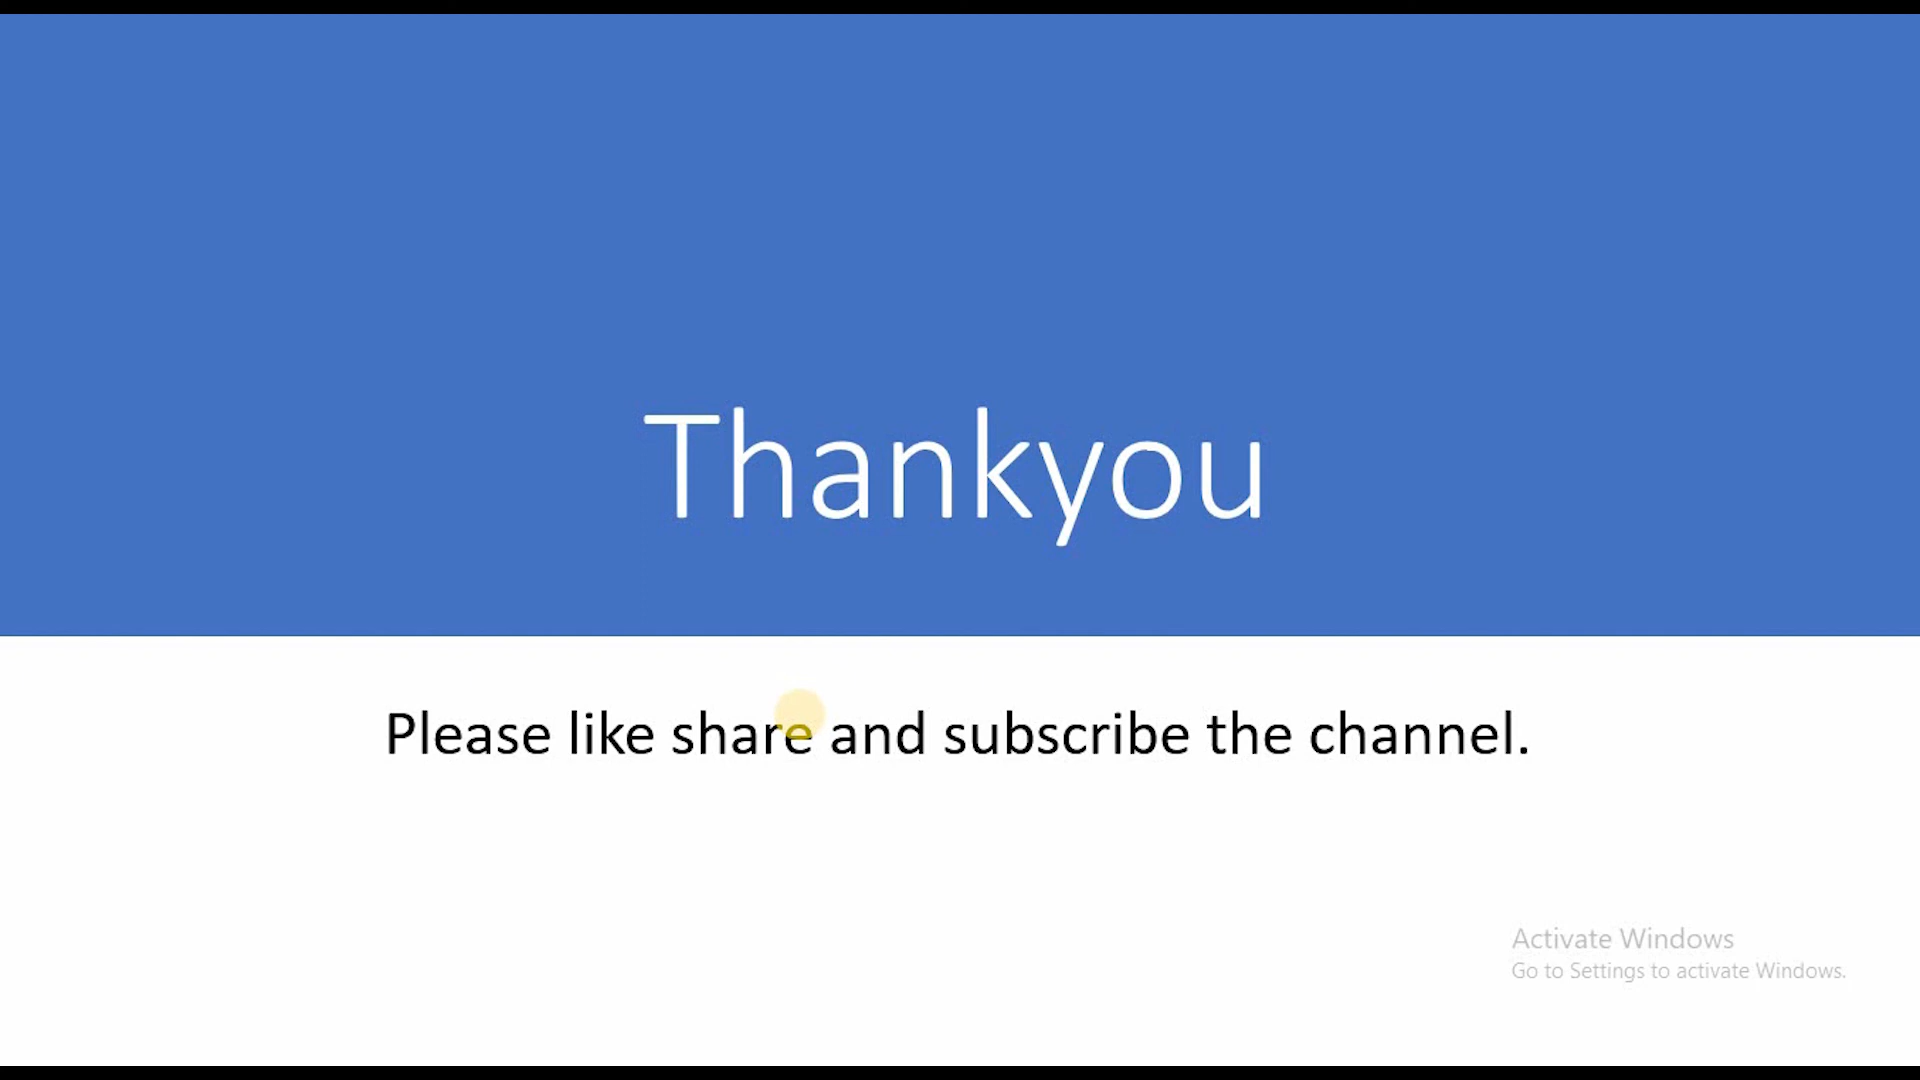 Thankyou
Please like share and subscribe the channel.
Activate Windows
Go to Settings to activate Windows.